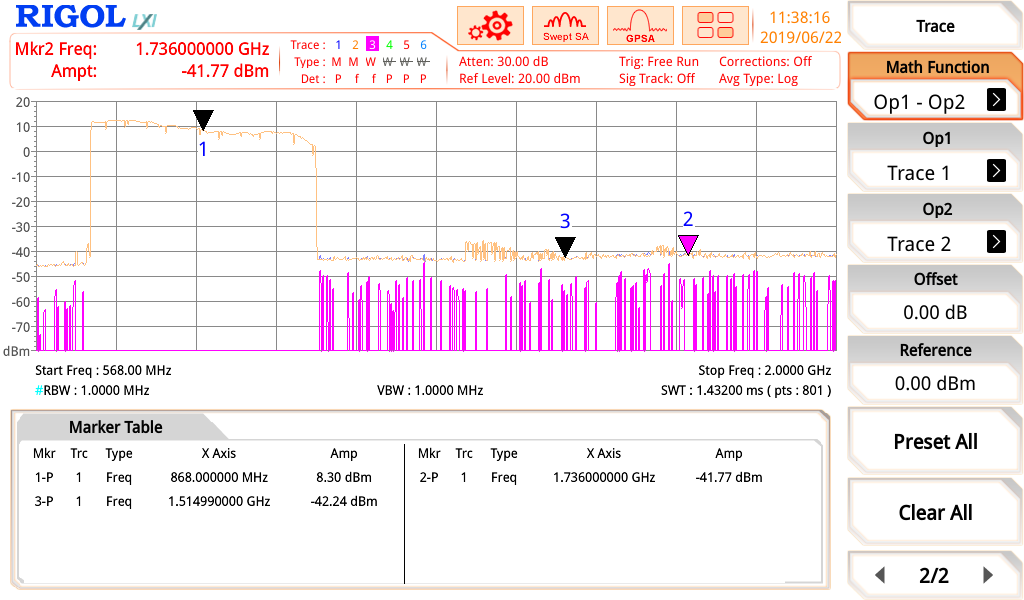 RIGOL LXI
Mkr2 Freq: 1.736000000 GHz
Ampt: -41.77 dBm
Trace : 1 2 3 4 5 6
Type : M M W W W W
Det : P f f P P P
Swept SA
GPSA
11:38:16
2019/06/22
Atten: 30.00 dB Trig: Free Run Corrections: Off
Ref Level: 20.00 dBm Sig Track: Off Avg Type: Log
20
10
0
-10
-20
-30
-40
-50
-60
-70
dBm
1
3
2
Start Freq : 568.00 MHz Stop Freq : 2.0000 GHz
#RBW : 1.0000 MHz VBW : 1.0000 MHz SWT : 1.43200 ms ( pts : 801 )
Marker Table
Mkr Trc Type X Axis Amp Mkr Trc Type X Axis Amp
1-P 1 Freq 868.000000 MHz 8.30 dBm 2-P 1 Freq 1.736000000 GHz -41.77 dBm
3-P 1 Freq 1.514990000 GHz -42.24 dBm
Trace
Math Function
Op1 - Op2
Op1
Trace 1
Op2
Trace 2
Offset
0.00 dB
Reference
0.00 dBm
Preset All
Clear All
2/2